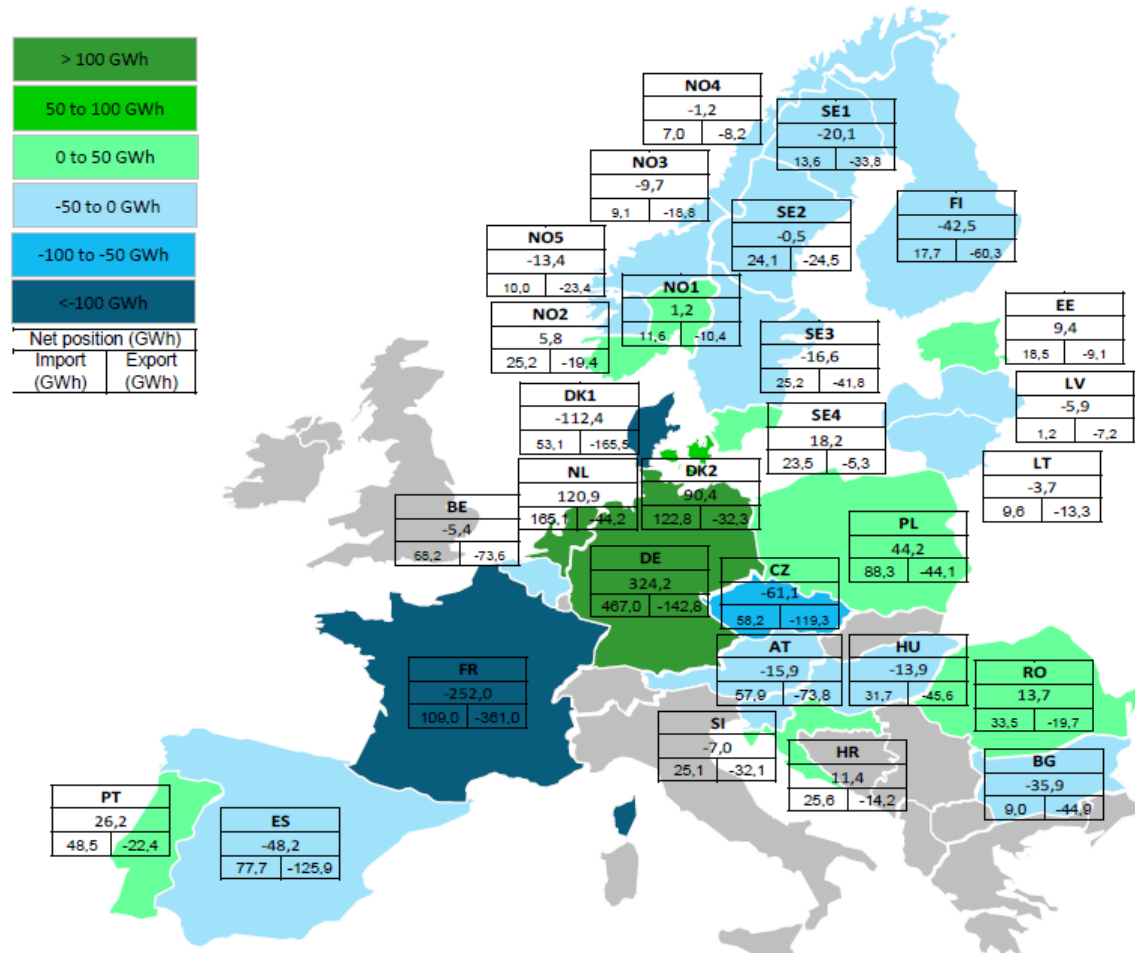 > 100 GWh
50 to 100 GWh
0 to 50 GWh
-50 to 0 GWh
-100 to -50 GWh
<-100 GWh
Net position (GWh)
Import (GWh) Export (GWh)
NO4
-1,2
7,0 -8,2
SE1
-20,1
13,6 -33,8
NO3
-9,7
9,1 -18,8
SE2
-0,5
24,1 -24,5
FI
-42,5
17,7 -60,3
NO5
-13,4
10,0 -23,4
NO1
1,2
11,6 -10,4
NO2
5,8
25,2 -19,4
SE3
-16,6
25,2 -41,8
EE
9,4
18,5 -9,1
LV
-5,9
1,2 -7,2
DK1
-112,4
53,1 -165,5
SE4
18,2
23,5 -5,3
LT
-3,7
9,6 -13,3
NL
120,9
165,1 -44,2
DK2
90,4
122,8 -32,3
BE
-5,4
68,2 -73,6
PL
44,2
88,3 -44,1
DE
324,2
467,0 -142,8
CZ
-61,1
58,2 -119,3
AT
-15,9
57,9 -73,8
HU
-13,9
31,7 -45,6
FR
-252,0
109,0 -361,0
RO
13,7
33,5 -19,7
SI
-7,0
25,1 -32,1
HR
11,4
25,6 -14,2
BG
-35,9
9,0 -44,9
PT
26,2
48,5 -22,4
ES
-48,2
77,7 -125,9